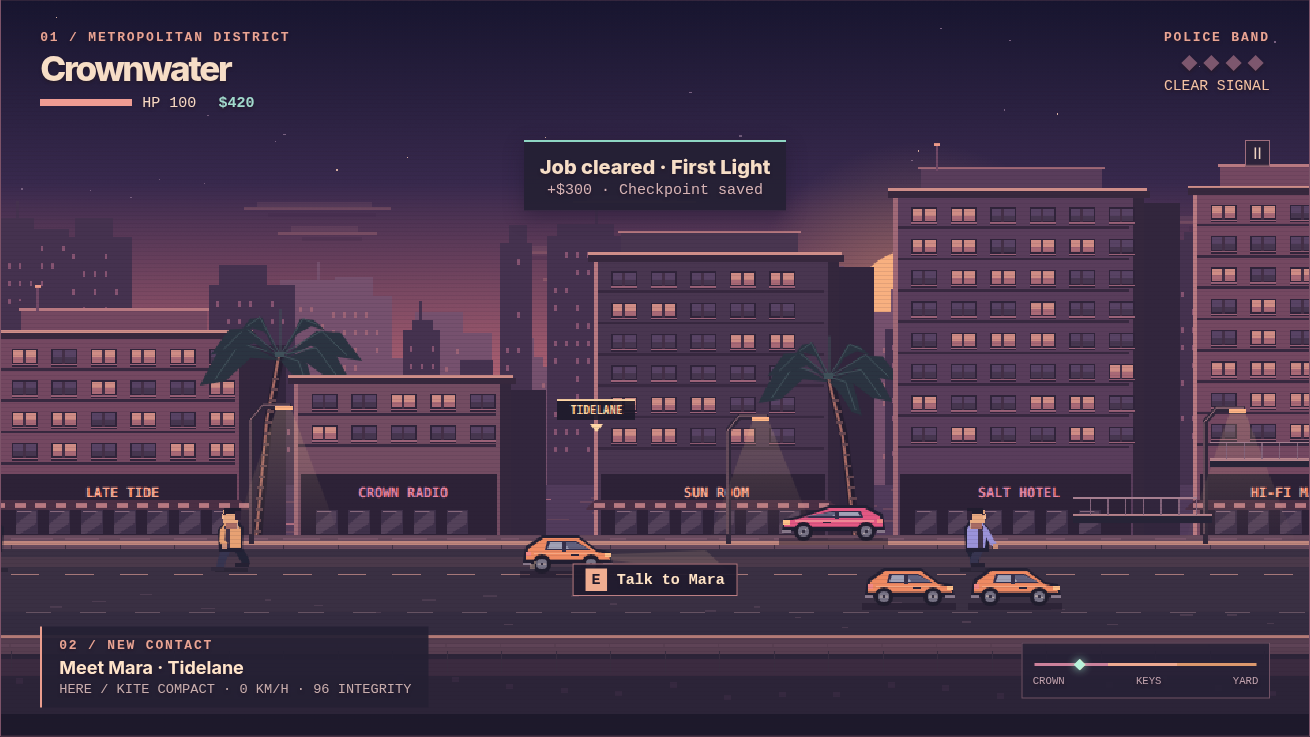 01 / METROPOLITAN DISTRICT
Crownwater
HP 100 $420
POLICE BAND
CLEAR SIGNAL
Job cleared · First Light
+$300 · Checkpoint saved
TIDELANE
LATE TIDE
CROWN RADIO
SUN ROOM
SALT HOTEL
HI-FI
E Talk to Mara
02 / NEW CONTACT
Meet Mara · Tidelane
HERE / KITE COMPACT · 0 KM/H · 96 INTEGRITY
CROWN KEYS YARD